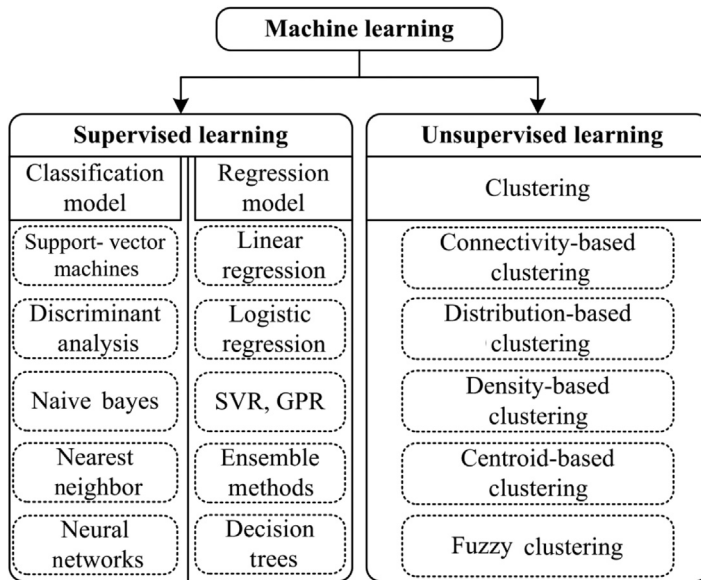 Machine learning
Supervised learning
Classification
model
Support- vector
machines
Discriminant
analysis
Naive bayes
Nearest
neighbor
Neural
networks
Regression
model
Linear
regression
Logistic
regression
SVR, GPR
Ensemble
methods
Decision
trees
Unsupervised learning
Clustering
Connectivity-based
clustering
Distribution-based
clustering
Density-based
clustering
Centroid-based
clustering
Fuzzy clustering